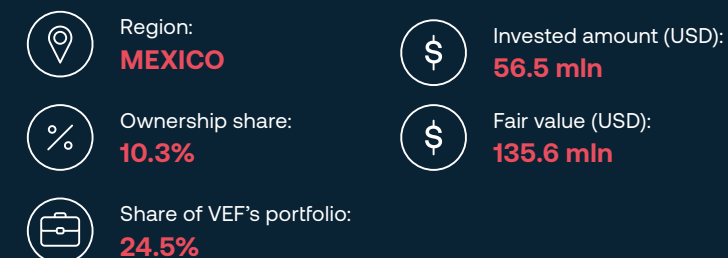 Region:
MEXICO
Ownership share:
10.3%
Share of VEF's portfolio:
24.5%
Invested amount (USD):
56.5 mln
Fair value (USD):
135.6 mln